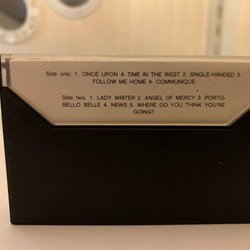 Side one: 1. ONCE UPON A TIME IN THE WEST 2. SINGLE-HANDED 3.
FOLLOW ME HOME 4. COMMUNIQUE.
Side two: 1. LADY WRITER 2. ANGEL OF MERCY 3. PORTO-
BELLO BELLE 4. NEWS 5. WHERE DO YOU THINK YOU'RE
GOING?